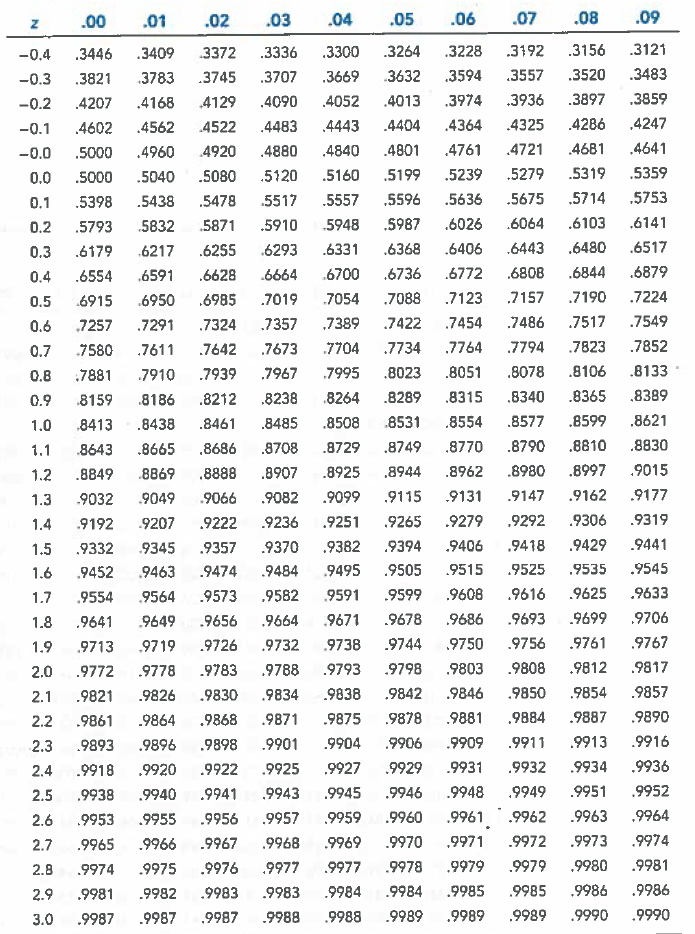 z .00 .01 .02 .03 .04 .05 .06 .07 .08 .09
−0.4 .3446 .3409 .3372 .3336 .3300 .3264 .3228 .3192 .3156 .3121
−0.3 .3821 .3783 .3745 .3707 .3669 .3632 .3594 .3557 .3520 .3483
−0.2 .4207 .4168 .4129 .4090 .4052 .4013 .3974 .3936 .3897 .3859
−0.1 .4602 .4562 .4522 .4483 .4443 .4404 .4364 .4325 .4286 .4247
−0.0 .5000 .4960 .4920 .4880 .4840 .4801 .4761 .4721 .4681 .4641
0.0 .5000 .5040 .5080 .5120 .5160 .5199 .5239 .5279 .5319 .5359
0.1 .5398 .5438 .5478 .5517 .5557 .5596 .5636 .5675 .5714 .5753
0.2 .5793 .5832 .5871 .5910 .5948 .5987 .6026 .6064 .6103 .6141
0.3 .6179 .6217 .6255 .6293 .6331 .6368 .6406 .6443 .6480 .6517
0.4 .6554 .6591 .6628 .6664 .6700 .6736 .6772 .6808 .6844 .6879
0.5 .6915 .6950 .6985 .7019 .7054 .7088 .7123 .7157 .7190 .7224
0.6 .7257 .7291 .7324 .7357 .7389 .7422 .7454 .7486 .7517 .7549
0.7 .7580 .7611 .7642 .7673 .7704 .7734 .7764 .7794 .7823 .7852
0.8 .7881 .7910 .7939 .7967 .7995 .8023 .8051 .8078 .8106 .8133
0.9 .8159 .8186 .8212 .8238 .8264 .8289 .8315 .8340 .8365 .8389
1.0 .8413 .8438 .8461 .8485 .8508 .8531 .8554 .8577 .8599 .8621
1.1 .8643 .8665 .8686 .8708 .8729 .8749 .8770 .8790 .8810 .8830
1.2 .8849 .8869 .8888 .8907 .8925 .8944 .8962 .8980 .8997 .9015
1.3 .9032 .9049 .9066 .9082 .9099 .9115 .9131 .9147 .9162 .9177
1.4 .9192 .9207 .9222 .9236 .9251 .9265 .9279 .9292 .9306 .9319
1.5 .9332 .9345 .9357 .9370 .9382 .9394 .9406 .9418 .9429 .9441
1.6 .9452 .9463 .9474 .9484 .9495 .9505 .9515 .9525 .9535 .9545
1.7 .9554 .9564 .9573 .9582 .9591 .9599 .9608 .9616 .9625 .9633
1.8 .9641 .9649 .9656 .9664 .9671 .9678 .9686 .9693 .9699 .9706
1.9 .9713 .9719 .9726 .9732 .9738 .9744 .9750 .9756 .9761 .9767
2.0 .9772 .9778 .9783 .9788 .9793 .9798 .9803 .9808 .9812 .9817
2.1 .9821 .9826 .9830 .9834 .9838 .9842 .9846 .9850 .9854 .9857
2.2 .9861 .9864 .9868 .9871 .9875 .9878 .9881 .9884 .9887 .9890
2.3 .9893 .9896 .9898 .9901 .9904 .9906 .9909 .9911 .9913 .9916
2.4 .9918 .9920 .9922 .9925 .9927 .9929 .9931 .9932 .9934 .9936
2.5 .9938 .9940 .9941 .9943 .9945 .9946 .9948 .9949 .9951 .9952
2.6 .9953 .9955 .9956 .9957 .9959 .9960 .9961 .9962 .9963 .9964
2.7 .9965 .9966 .9967 .9968 .9969 .9970 .9971 .9972 .9973 .9974
2.8 .9974 .9975 .9976 .9977 .9977 .9978 .9979 .9979 .9980 .9981
2.9 .9981 .9982 .9983 .9983 .9984 .9984 .9985 .9985 .9986 .9986
3.0 .9987 .9987 .9987 .9988 .9988 .9989 .9989 .9989 .9990 .9990